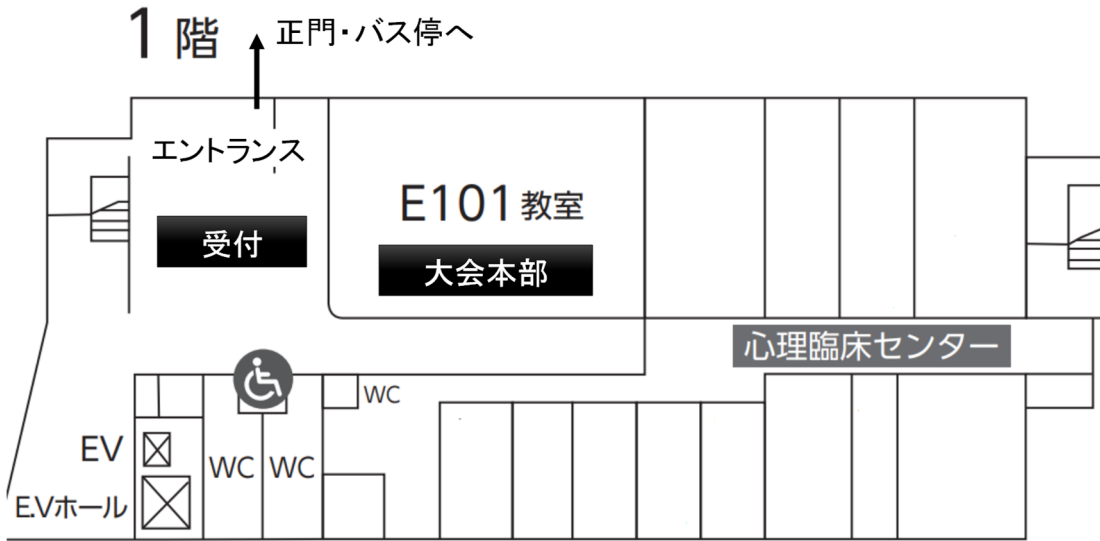 1 階
正門・バス停へ
エントランス
E101 教室
受付
大会本部
心理臨床センター
WC
EV
WC
WC
E.Vホール